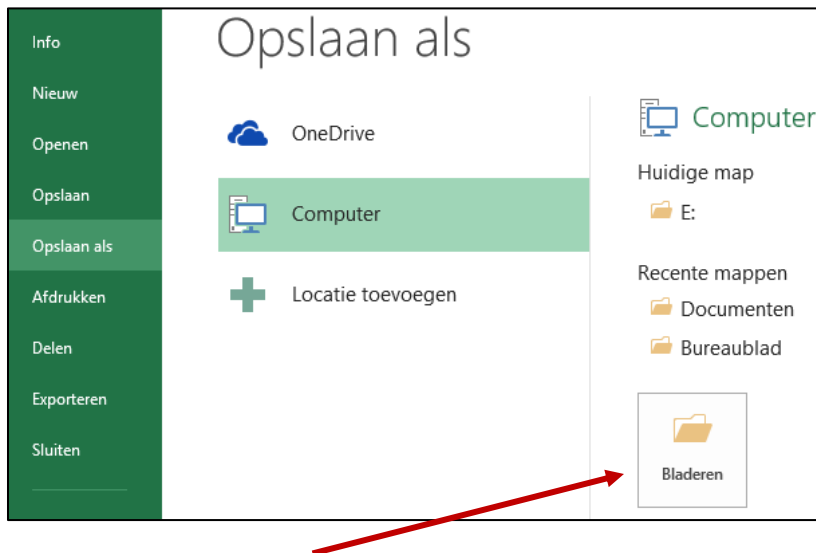 Info
Nieuw
Openen
Opslaan
Opslaan als
Afdrukken
Delen
Exporteren
Sluiten
Opslaan als
OneDrive
Computer
Locatie toevoegen
Computer
Huidige map
E:
Recente mappen
Documenten
Bureaublad
Bladeren